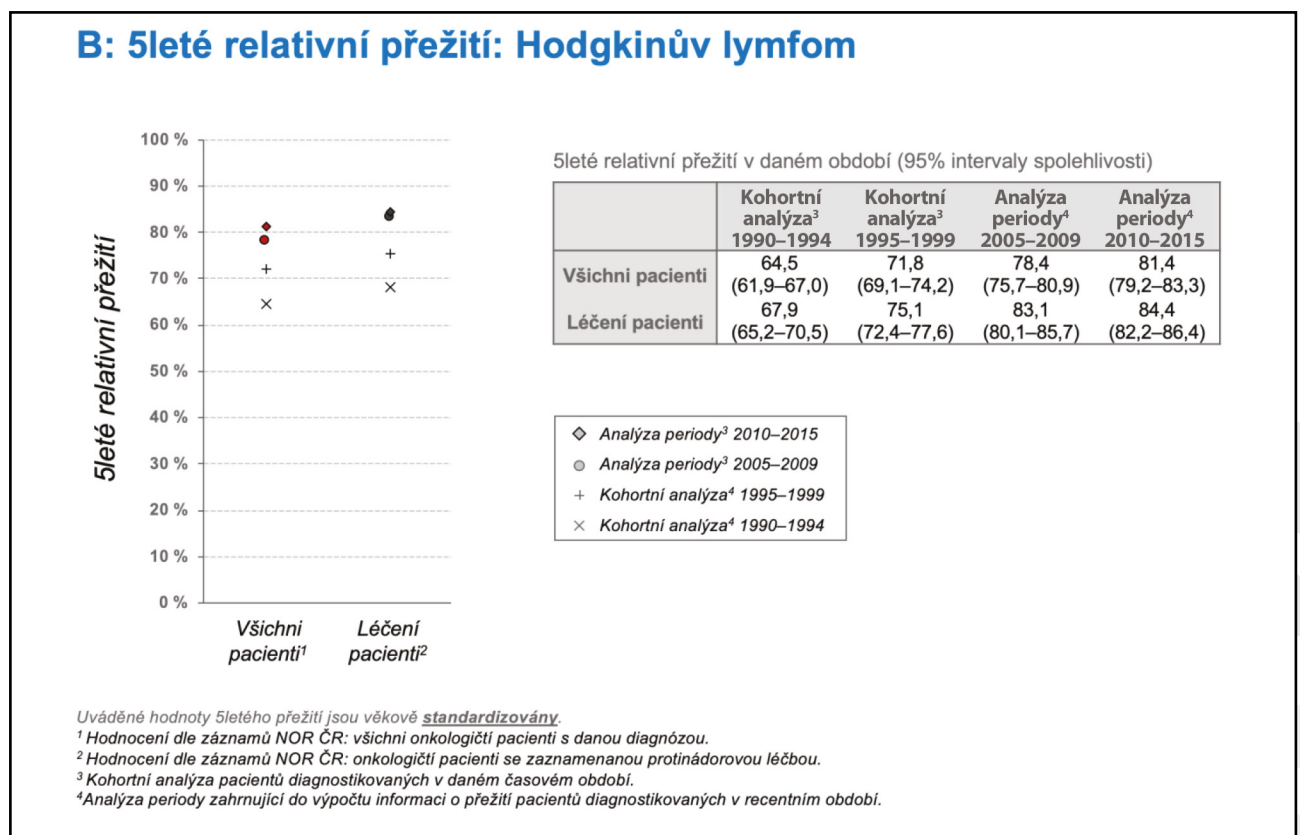 B: 5leté relativní přežití: Hodgkinův lymfom
5leté relativní přežití
100 %
90 %
80 %
70 %
60 %
50 %
40 %
30 %
20 %
10 %
0 %
Všichni pacienti¹
Léčení pacienti²
5leté relativní přežití v daném období (95% intervaly spolehlivosti)
Kohortní analýza³ 1990–1994
Kohortní analýza³ 1995–1999
Analýza periody⁴ 2005–2009
Analýza periody⁴ 2010–2015
Všichni pacienti
64,5 (61,9–67,0)
71,8 (69,1–74,2)
78,4 (75,7–80,9)
81,4 (79,2–83,3)
Léčení pacienti
67,9 (65,2–70,5)
75,1 (72,4–77,6)
83,1 (80,1–85,7)
84,4 (82,2–86,4)
Analýza periody³ 2010–2015
Analýza periody³ 2005–2009
Kohortní analýza⁴ 1995–1999
Kohortní analýza⁴ 1990–1994
Uváděné hodnoty 5letého přežití jsou věkově standardizovány.
¹ Hodnocení dle záznamů NOR ČR: všichni onkologičtí pacienti s danou diagnózou.
² Hodnocení dle záznamů NOR ČR: onkologičtí pacienti se zaznamenanou protinádorovou léčbou.
³ Kohortní analýza pacientů diagnostikovaných v daném časovém období.
⁴Analýza periody zahrnující do výpočtu informaci o přežití pacientů diagnostikovaných v recentním období.